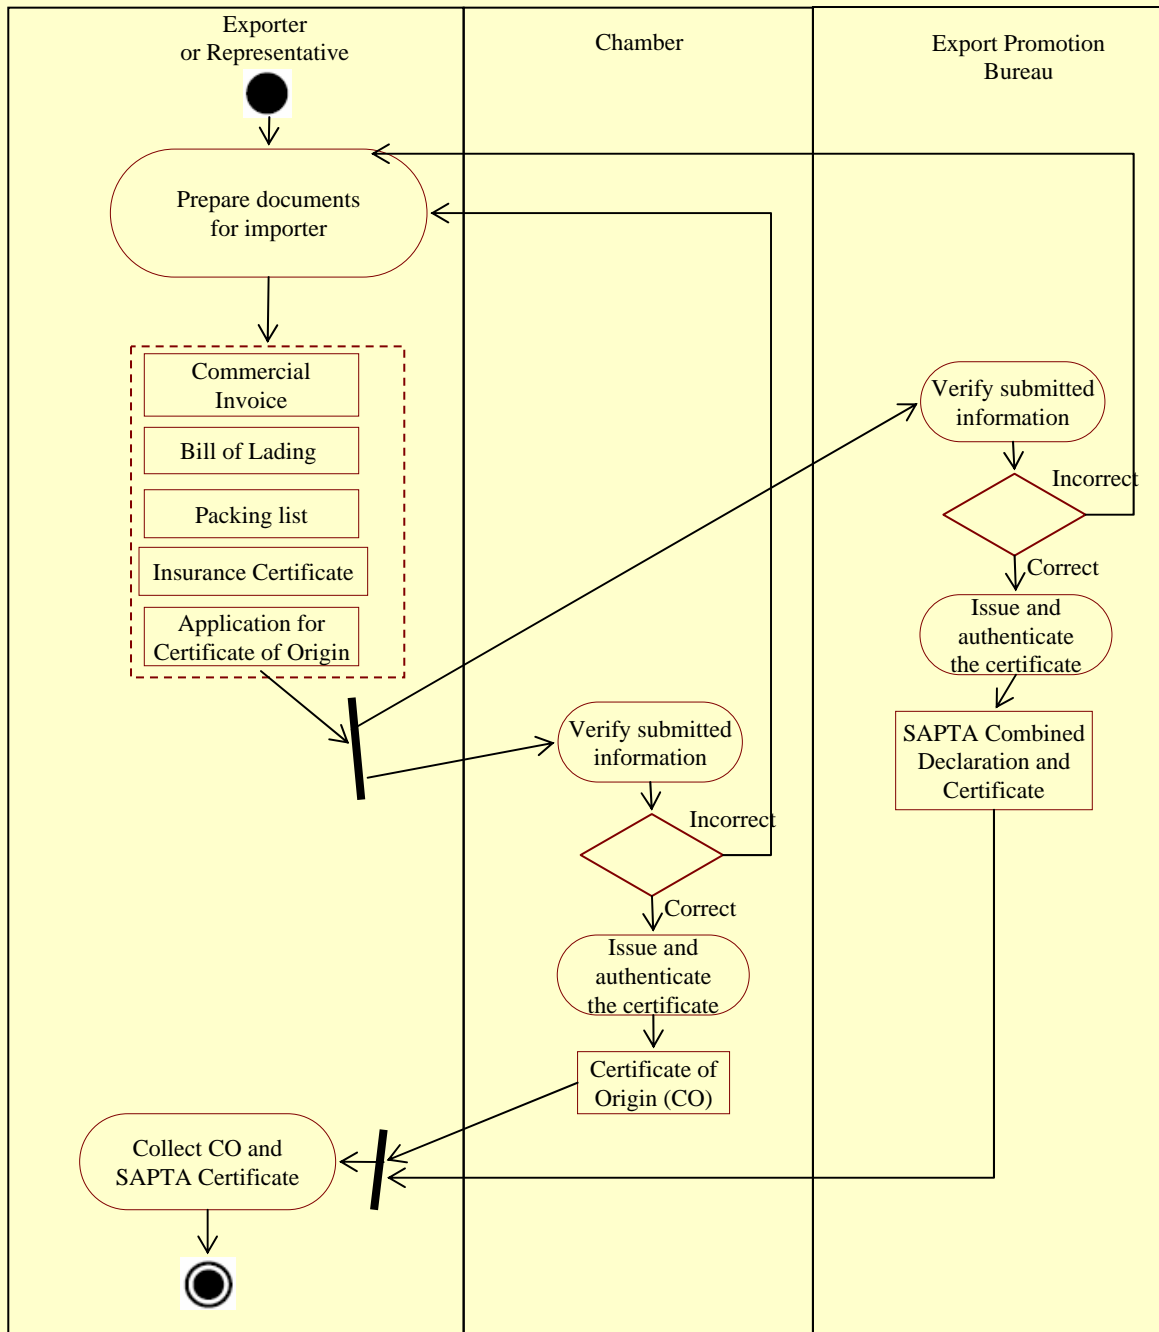 Exporter
or Representative
Chamber
Export Promotion
Bureau
Prepare documents
for importer
Commercial
Invoice
Bill of Lading
Packing list
Insurance Certificate
Application for
Certificate of Origin
Verify submitted
information
Incorrect
Correct
Issue and
authenticate
the certificate
SAPTA Combined
Declaration and
Certificate
Verify submitted
information
Incorrect
Correct
Issue and
authenticate
the certificate
Certificate of
Origin (CO)
Collect CO and
SAPTA Certificate